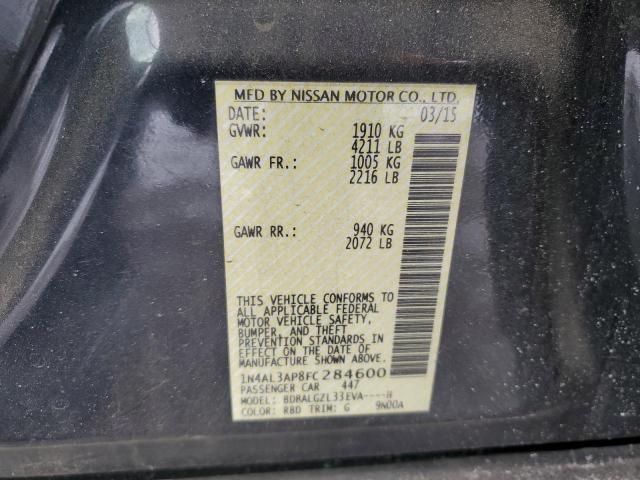 MFD BY NISSAN MOTOR CO., LTD.
DATE: 03/15
GVWR: 1910 KG
4211 LB
GAWR FR.: 1005 KG
2216 LB
GAWR RR.: 940 KG
2072 LB
THIS VEHICLE CONFORMS TO
ALL APPLICABLE FEDERAL
MOTOR VEHICLE SAFETY,
BUMPER, AND THEFT
PREVENTION STANDARDS IN
EFFECT ON THE DATE OF
MANUFACTURE SHOWN ABOVE.
1N4AL3AP8FC284600
PASSENGER CAR 447
MODEL: BDBALGZL33EVA----H
COLOR: RBD TRIM: G 9N00A